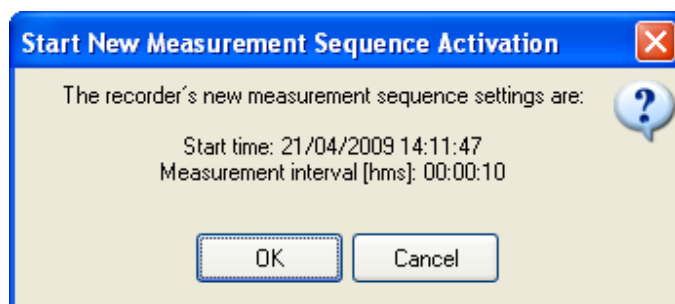 Start New Measurement Sequence Activation
The recorder's new measurement sequence settings are:
Start time: 21/04/2009 14:11:47
Measurement interval [hms]: 00:00:10
OK
Cancel